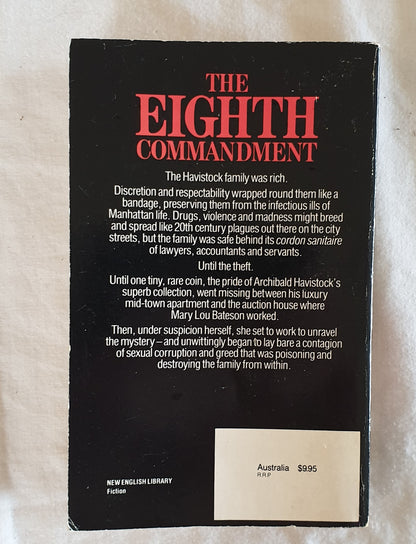 THE
EIGHTH
COMMANDMENT
The Havistock family was rich.
Discretion and respectability wrapped round them like a
bandage, preserving them from the infectious ills of
Manhattan life. Drugs, violence and madness might breed
and spread like 20th century plagues out there on the city
streets, but the family was safe behind its cordon sanitaire
of lawyers, accountants and servants.
Until the theft.
Until one tiny, rare coin, the pride of Archibald Havistock's
superb collection, went missing between his luxury
mid-town apartment and the auction house where
Mary Lou Bateson worked.
Then, under suspicion herself, she set to work to unravel
the mystery – and unwittingly began to lay bare a contagion
of sexual corruption and greed that was poisoning and
destroying the family from within.
NEW ENGLISH LIBRARY
Fiction
Australia $9.95
R.R.P